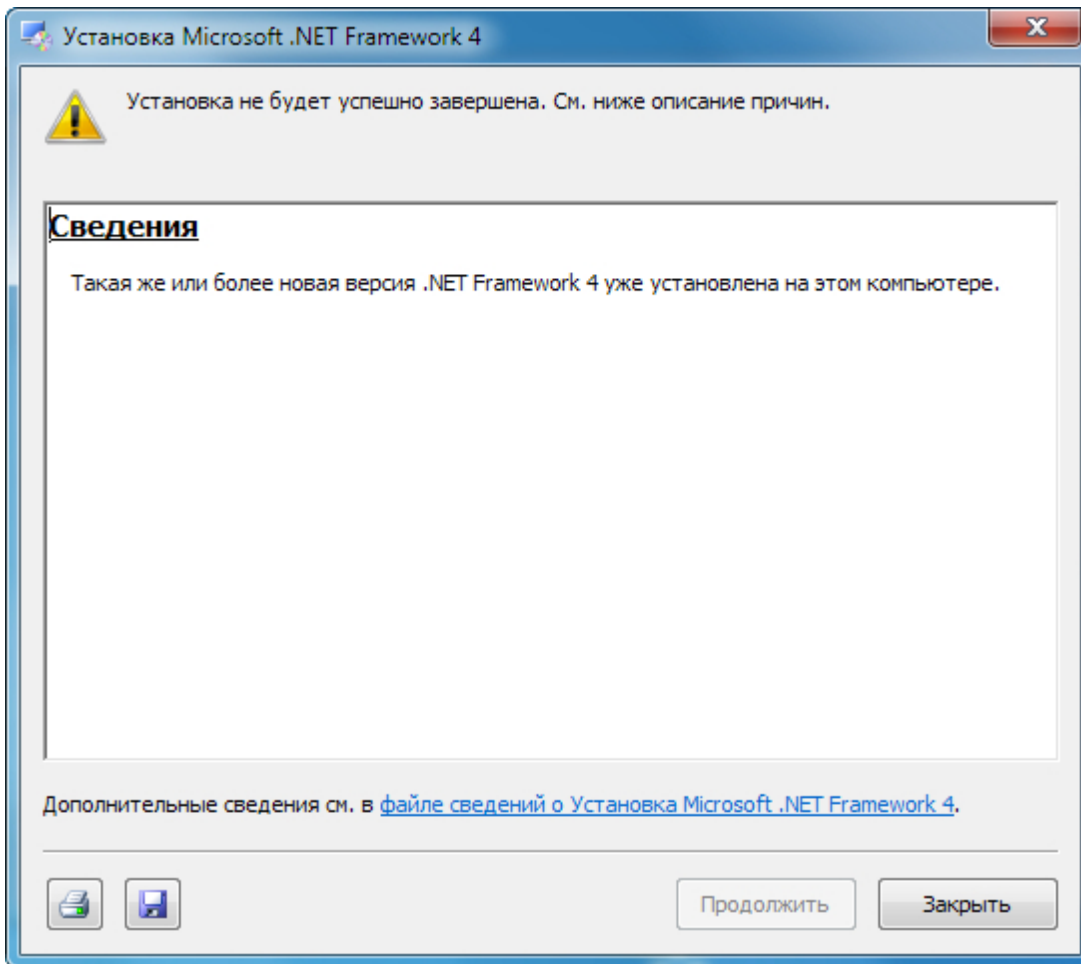 Установка Microsoft .NET Framework 4
Установка не будет успешно завершена. См. ниже описание причин.
Сведения
Такая же или более новая версия .NET Framework 4 уже установлена на этом компьютере.
Дополнительные сведения см. в файле сведений о Установка Microsoft .NET Framework 4.
Продолжить
Закрыть